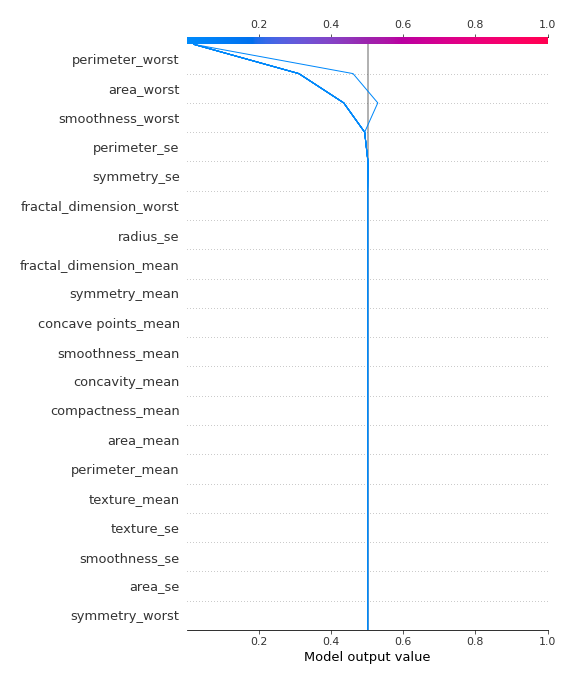 0.2 0.4 0.6 0.8 1.0
perimeter_worst
area_worst
smoothness_worst
perimeter_se
symmetry_se
fractal_dimension_worst
radius_se
fractal_dimension_mean
symmetry_mean
concave points_mean
smoothness_mean
concavity_mean
compactness_mean
area_mean
perimeter_mean
texture_mean
texture_se
smoothness_se
area_se
symmetry_worst
0.2 0.4 0.6 0.8 1.0
Model output value